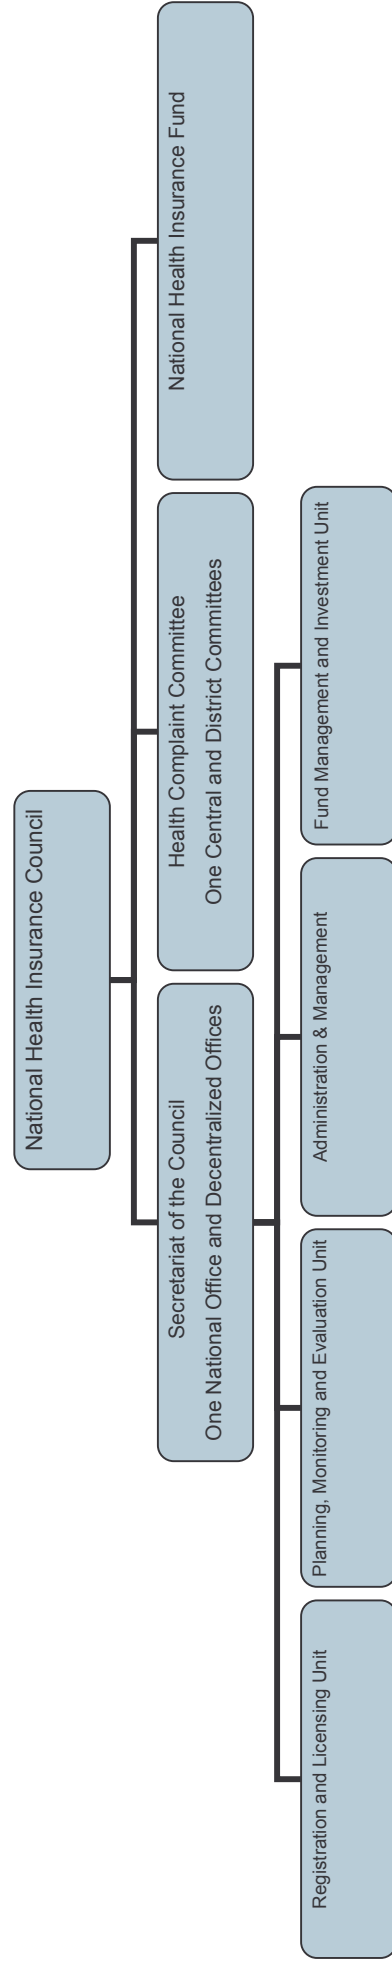 National Health Insurance Council
Secretariat of the Council
One National Office and Decentralized Offices
Health Complaint Committee
One Central and District Committees
National Health Insurance Fund
Registration and Licensing Unit
Planning, Monitoring and Evaluation Unit
Administration & Management
Fund Management and Investment Unit